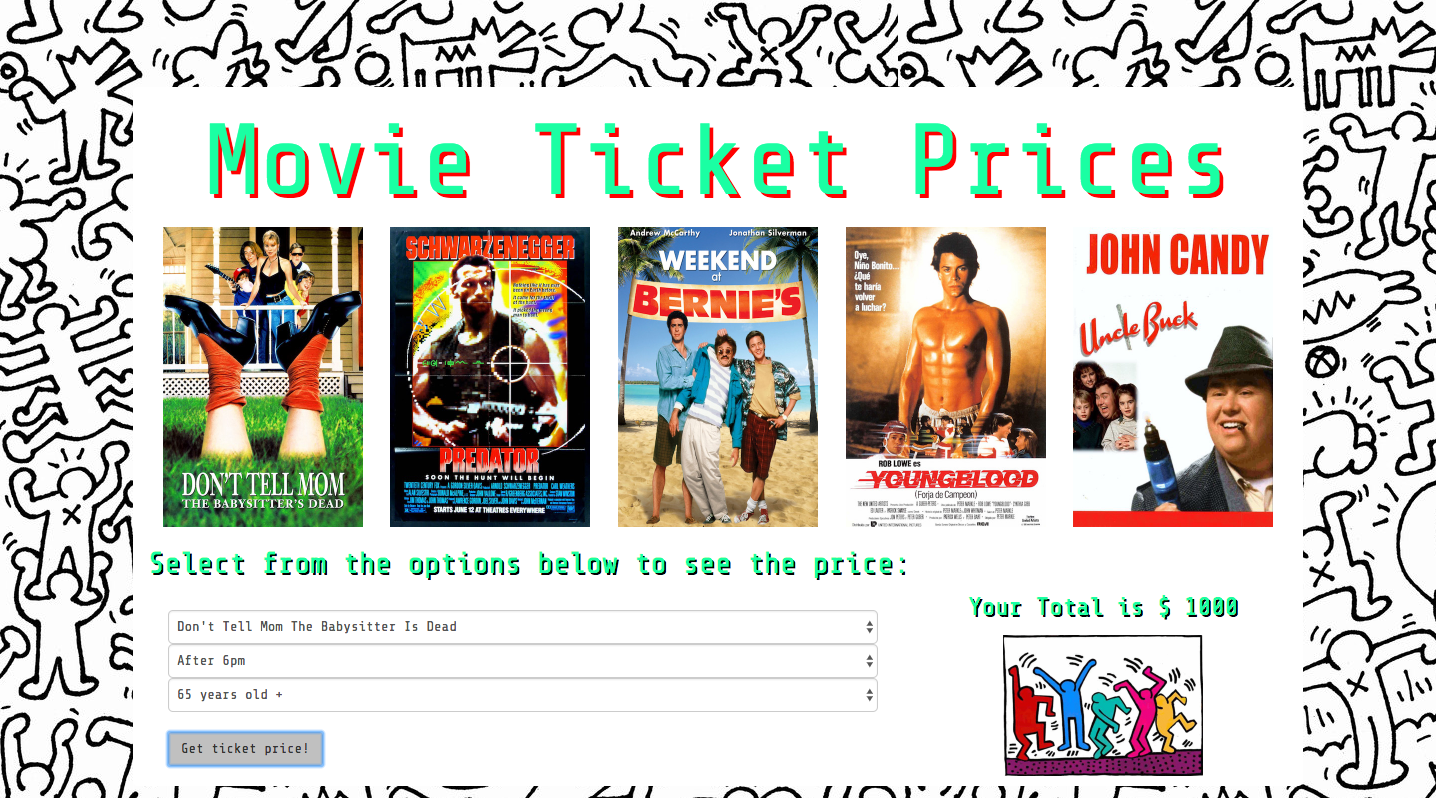 Movie Ticket Prices
DON'T TELL MOM
THE BABYSITTER'S DEAD
SCHWARZENEGGER
PREDATOR
SOON THE HUNT WILL BEGIN
STARTS JUNE 12 AT THEATRES EVERYWHERE
Andrew McCarthy Jonathan Silverman
WEEKEND
at
BERNIE'S
Oye,
Niño Bonito...
¿Qué
te haría
volver
a luchar?
ROB LOWE es
YOUNGBLOOD
(Forja de Campeon)
JOHN CANDY
Uncle Buck
Select from the options below to see the price:
Don't Tell Mom The Babysitter Is Dead
After 6pm
65 years old +
Get ticket price!
Your Total is $ 1000